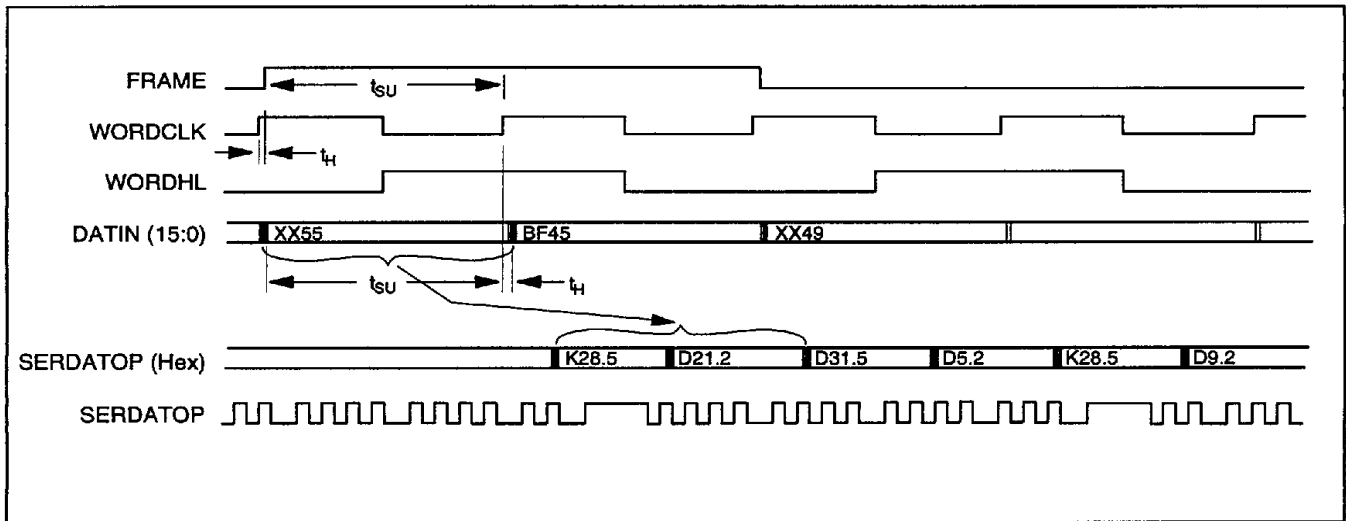 FRAME
tSU
WORDCLK
tH
WORDHL
DATIN (15:0) XX55 BF45 XX49
tSU tH
SERDATOP (Hex) K28.5 D21.2 D31.5 D5.2 K28.5 D9.2
SERDATOP